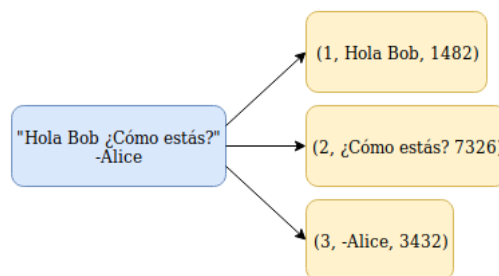 "Hola Bob ¿Cómo estás?"
-Alice
(1, Hola Bob, 1482)
(2, ¿Cómo estás? 7326)
(3, -Alice, 3432)